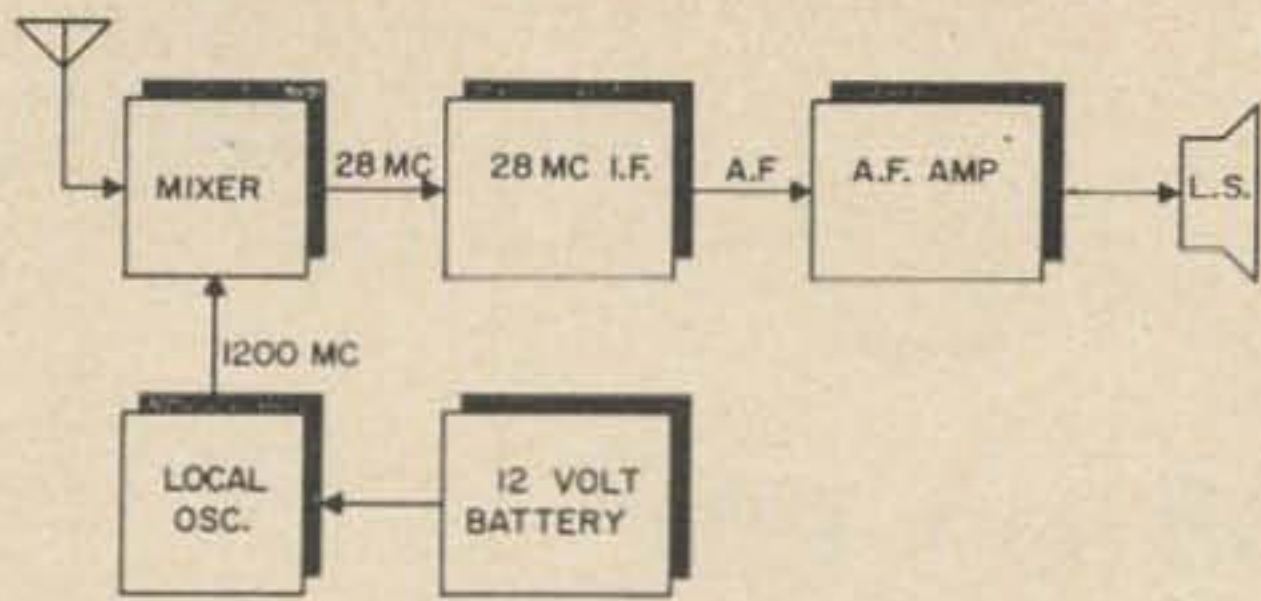 MIXER
28 MC
28 MC I.F.
A.F
A.F. AMP
L.S.
1200 MC
LOCAL
OSC.
12 VOLT
BATTERY